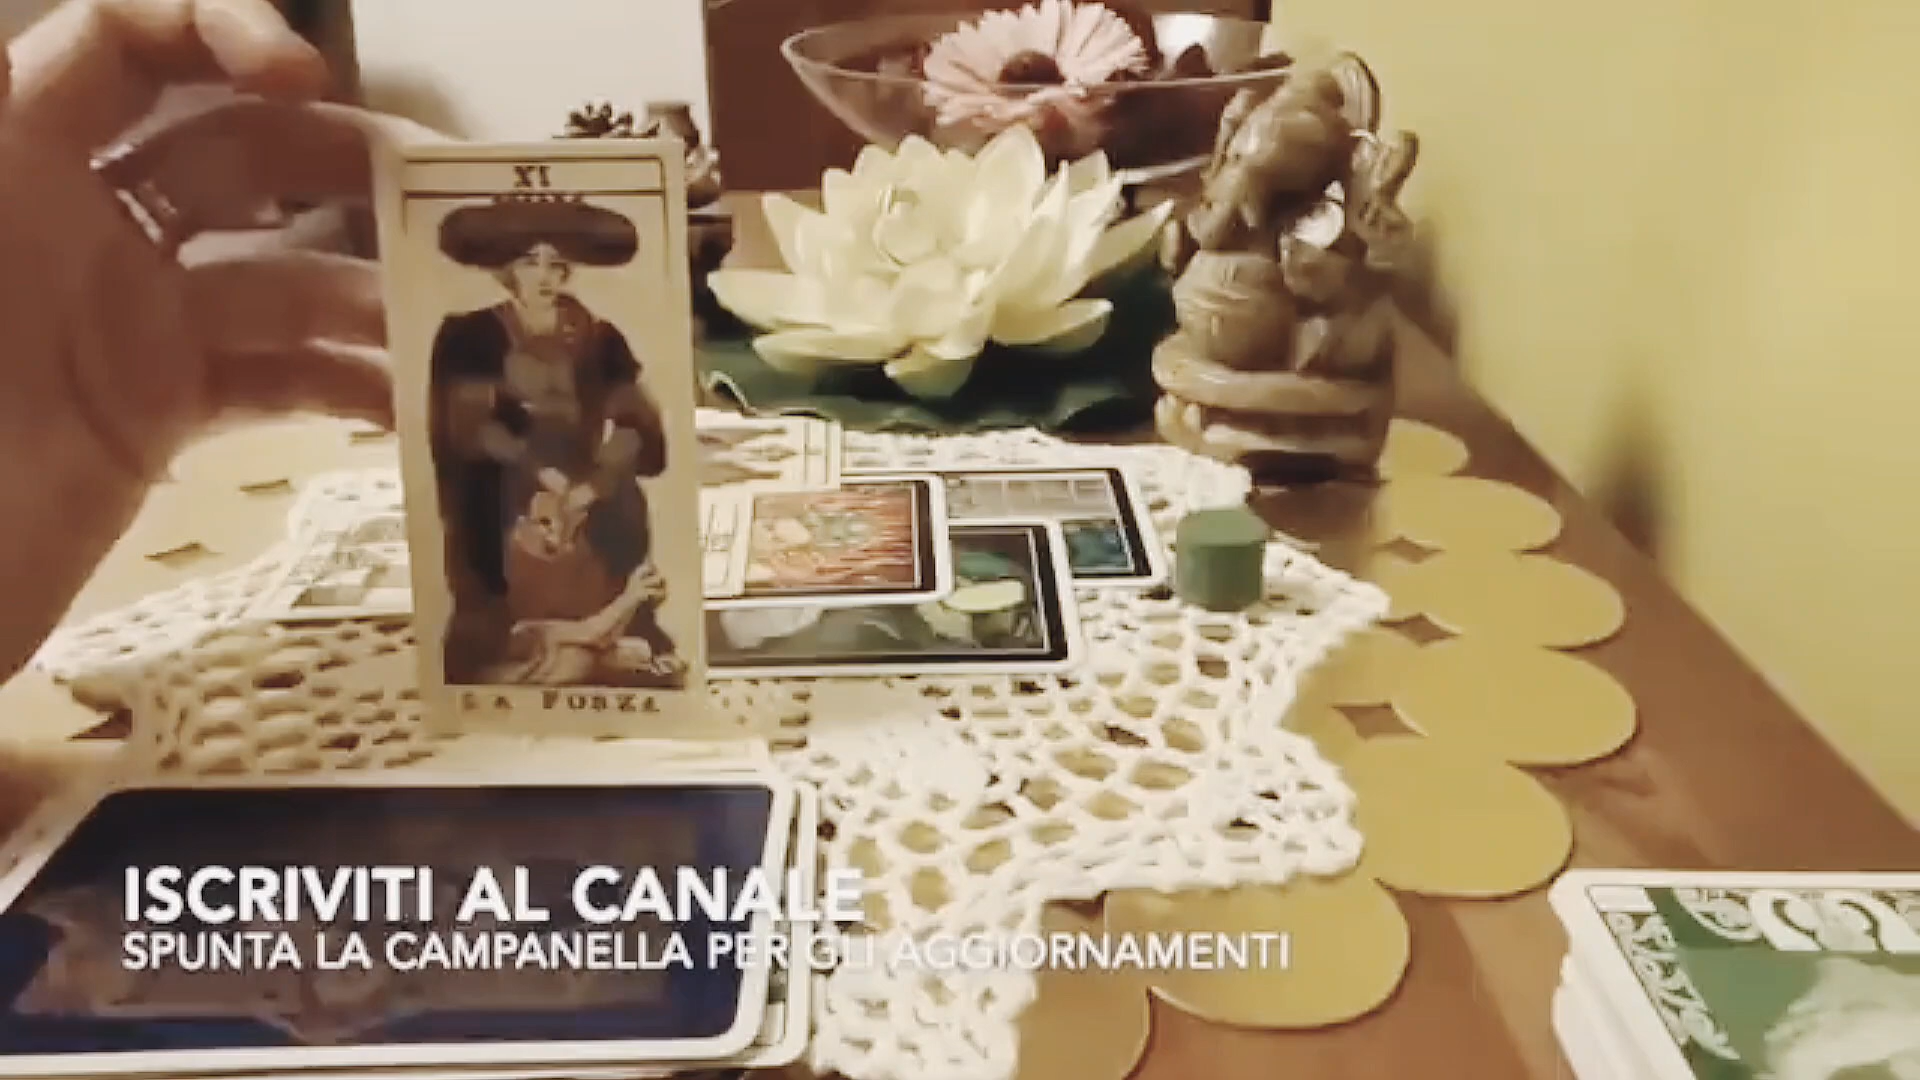 XI
LA FORZA
ISCRIVITI AL CANALE
SPUNTA LA CAMPANELLA PER GLI AGGIORNAMENTI